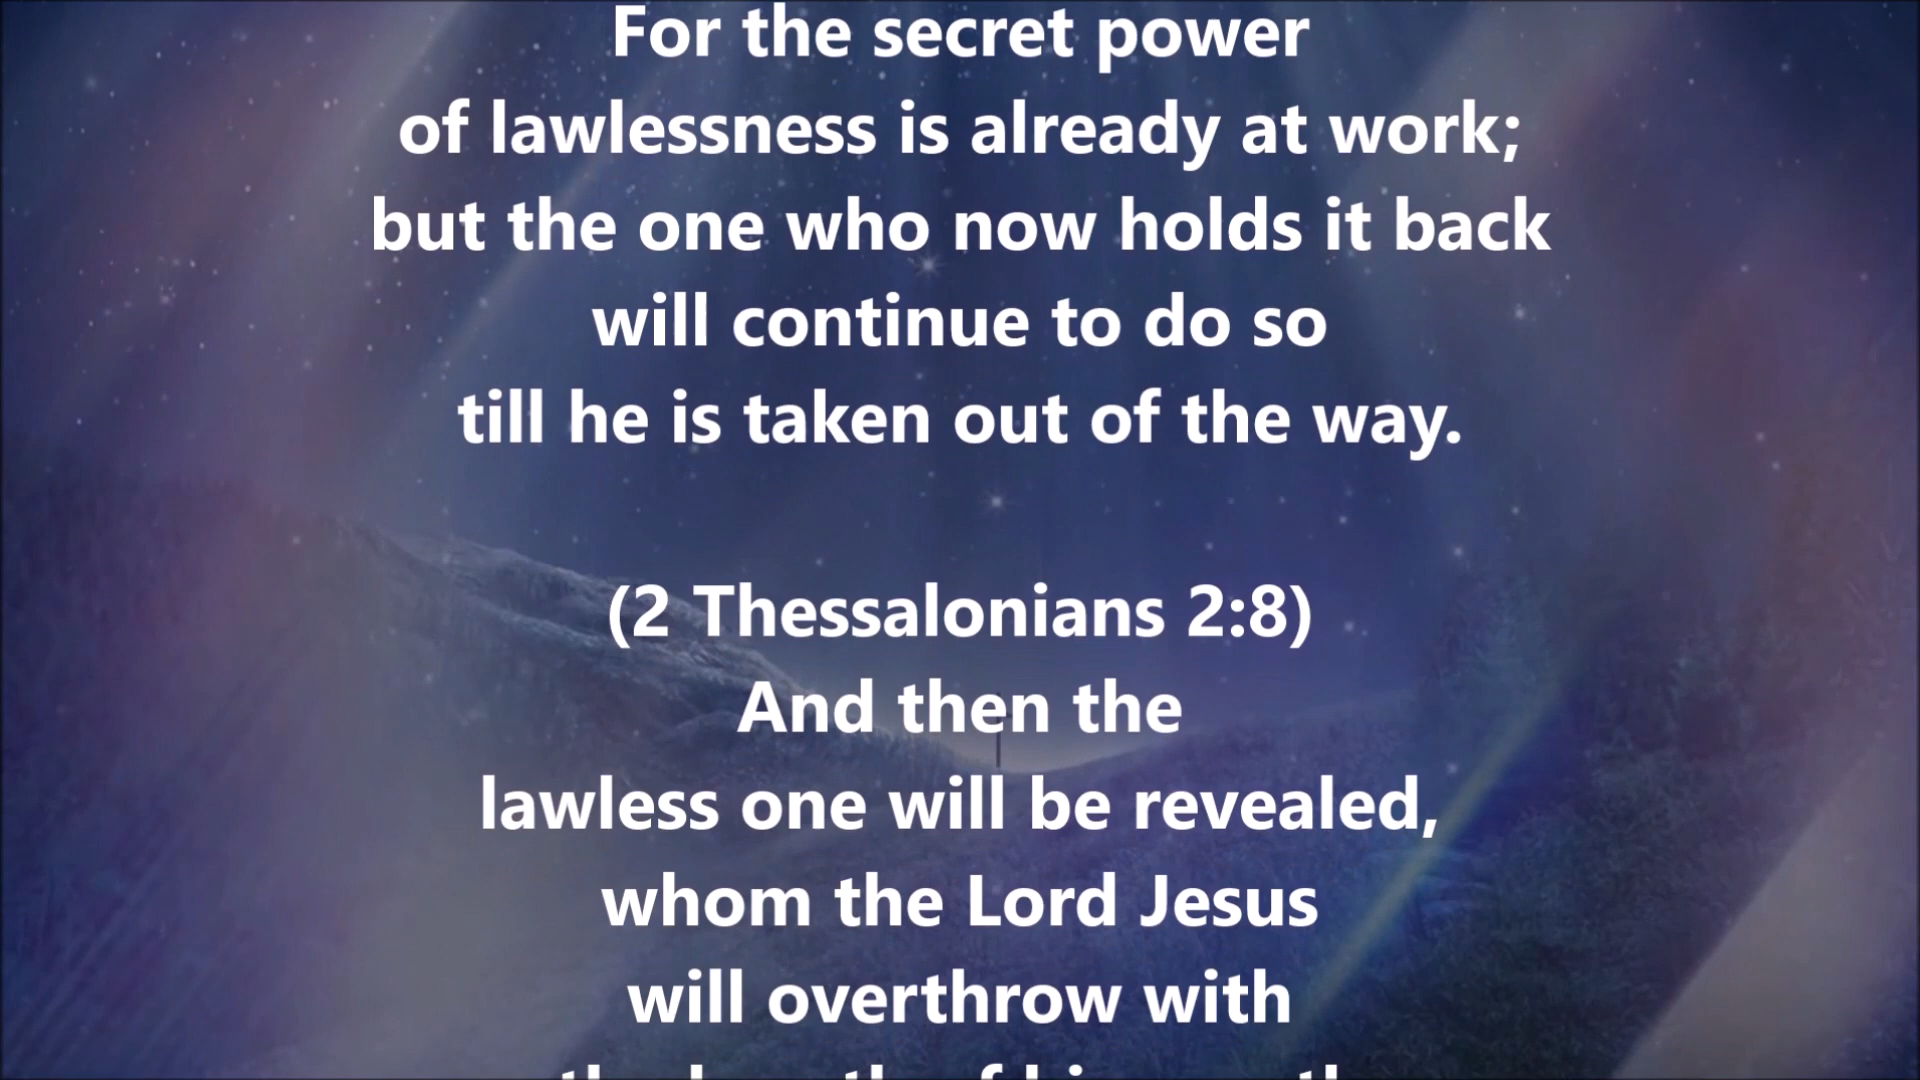 For the secret power
of lawlessness is already at work;
but the one who now holds it back
will continue to do so
till he is taken out of the way.
(2 Thessalonians 2:8)
And then the
lawless one will be revealed,
whom the Lord Jesus
will overthrow with